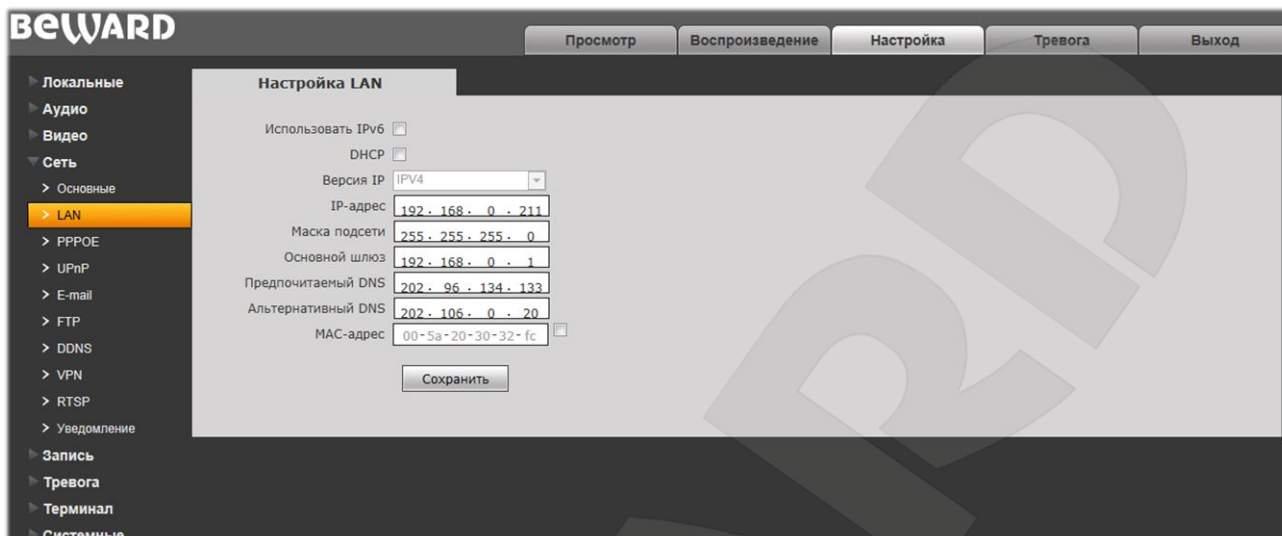 BEWARD
Просмотр Воспроизведение Настройка Тревога Выход
Локальные
Аудио
Видео
Сеть
Основные
LAN
PPPOE
UPnP
E-mail
FTP
DDNS
VPN
RTSP
Уведомление
Запись
Тревога
Терминал
Системные
Настройка LAN
Использовать IPv6
DHCP
Версия IP IPV4
IP-адрес 192 . 168 . 0 . 211
Маска подсети 255 . 255 . 255 . 0
Основной шлюз 192 . 168 . 0 . 1
Предпочитаемый DNS 202 . 96 . 134 . 133
Альтернативный DNS 202 . 106 . 0 . 20
MAC-адрес 00-5a-20-30-32-fc
Сохранить